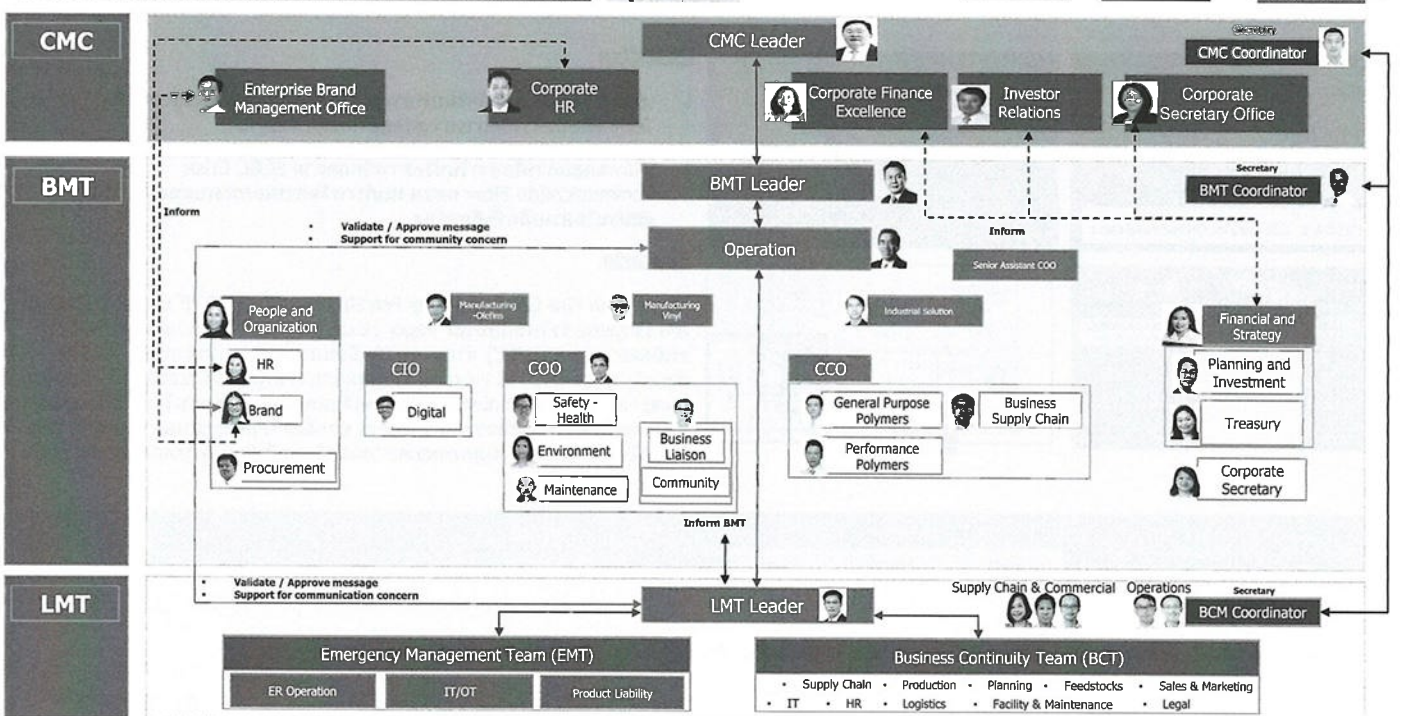 CMC
CMC Leader
Secretary
CMC Coordinator
Enterprise Brand
Management Office
Corporate
HR
Corporate Finance
Excellence
Investor
Relations
Corporate
Secretary Office
BMT
BMT Leader
Secretary
BMT Coordinator
Inform
• Validate / Approve message
• Support for community concern
Operation
Inform
Senior Assistant COO
People and
Organization
Manufacturing
-Olefins
Manufacturing
Vinyl
Industrial Solution
Financial and
Strategy
HR
CIO
COO
CCO
Planning and
Investment
Brand
Digital
Safety -
Health
General Purpose
Polymers
Business
Supply Chain
Treasury
Procurement
Environment
Business
Liaison
Performance
Polymers
Maintenance
Community
Corporate
Secretary
Inform BMT
LMT
• Validate / Approve message
• Support for communication concern
LMT Leader
Supply Chain & Commercial
Operations
Secretary
BCM Coordinator
Emergency Management Team (EMT)
ER Operation
IT/OT
Product Liability
Business Continuity Team (BCT)
• Supply Chain • Production • Planning • Feedstocks • Sales & Marketing
• IT • HR • Logistics • Facility & Maintenance • Legal